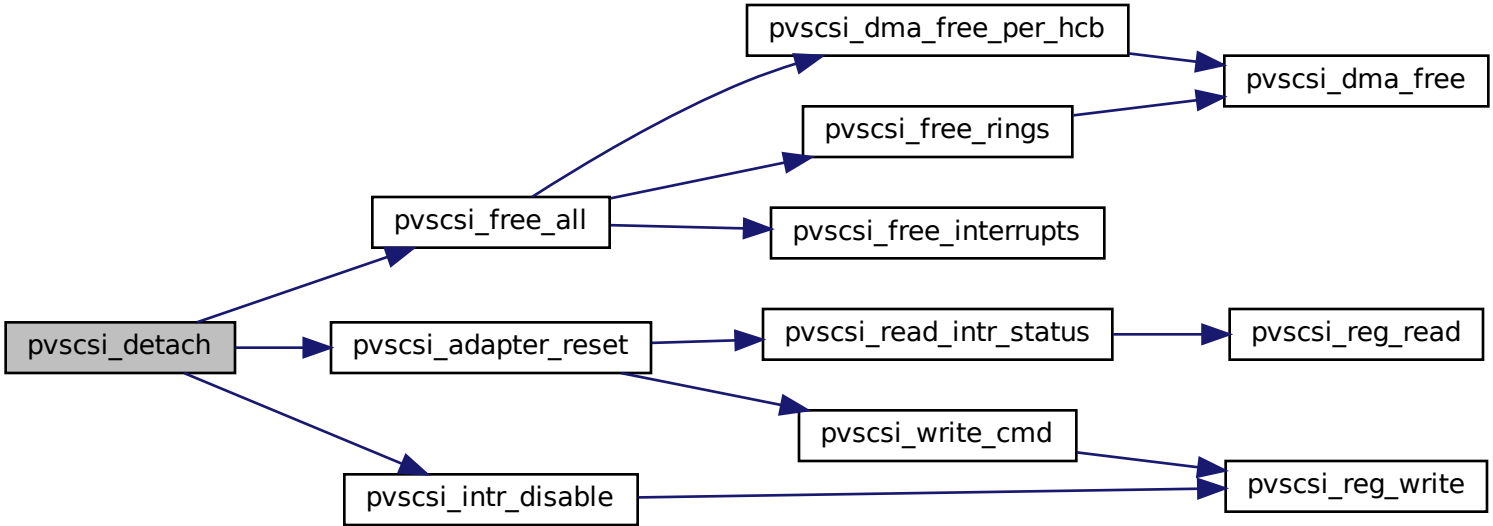 pvscsi_dma_free_per_hcb
pvscsi_dma_free
pvscsi_free_rings
pvscsi_free_all
pvscsi_free_interrupts
pvscsi_detach
pvscsi_adapter_reset
pvscsi_read_intr_status
pvscsi_reg_read
pvscsi_write_cmd
pvscsi_intr_disable
pvscsi_reg_write